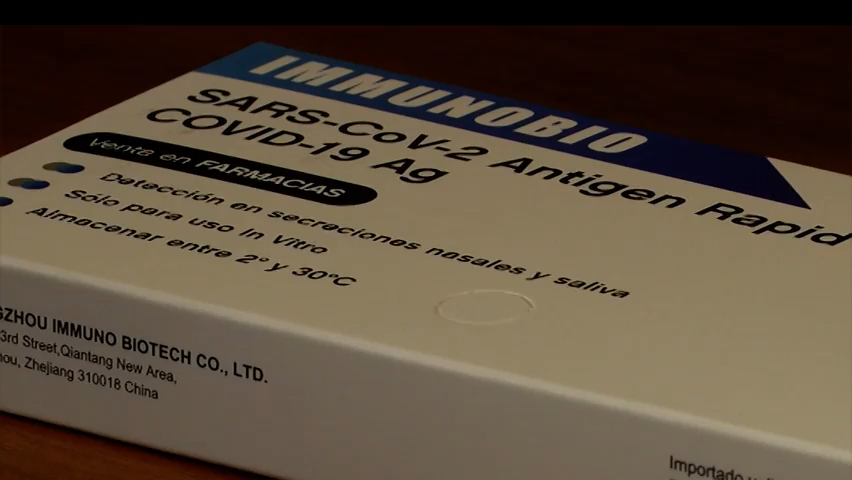 IMMUNOBIO
SARS-CoV-2 Antigen Rapid
COVID-19 Ag
Venta en FARMACIAS
Detección en secreciones nasales y saliva
Sólo para uso In Vitro
Almacenar entre 2° y 30°C
GZHOU IMMUNO BIOTECH CO., LTD.
3rd Street,Qiantang New Area,
hou, Zhejiang 310018 China
Importado